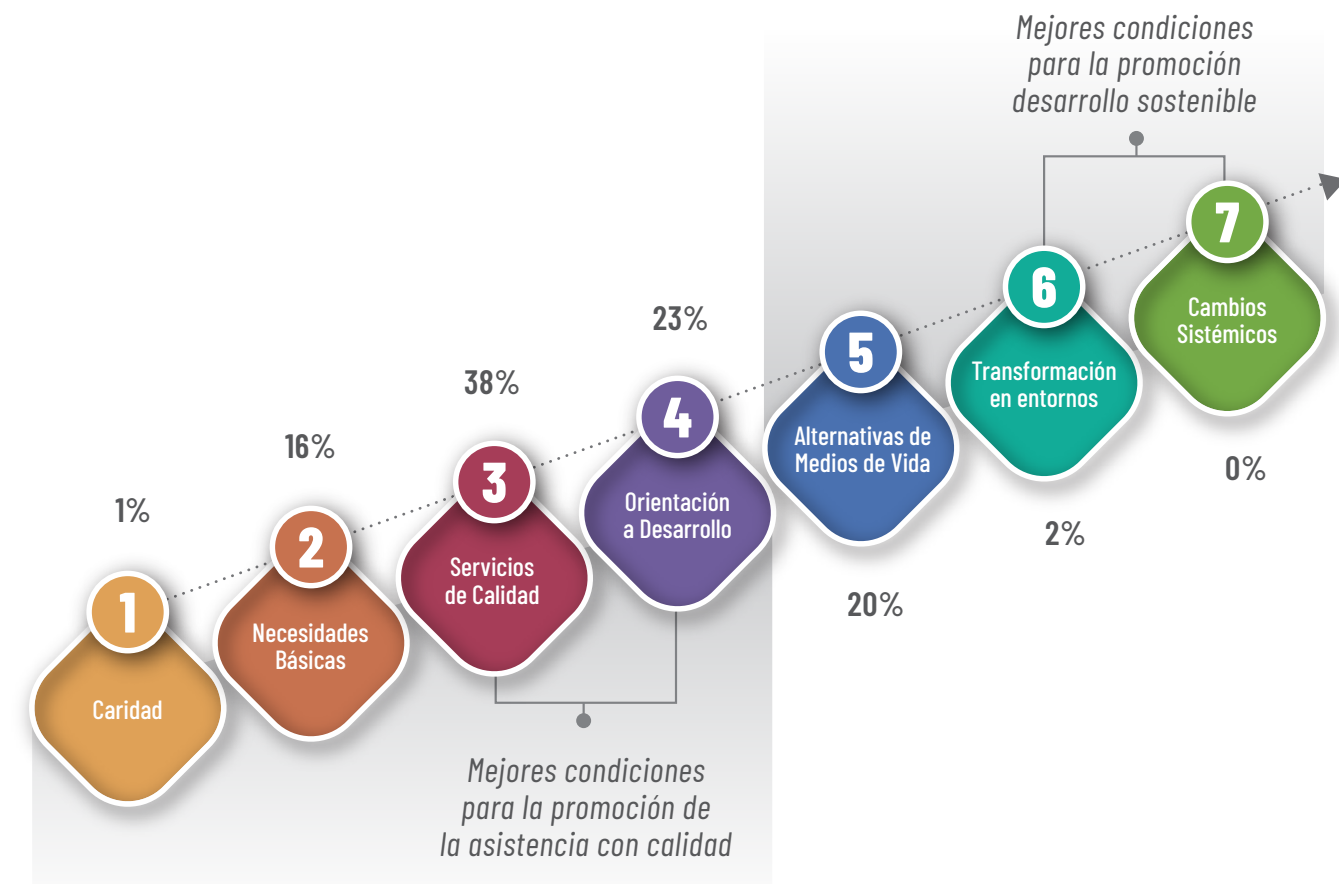 Mejores condiciones
para la promoción
desarrollo sostenible
7
Cambios
Sistémicos
0%
6
Transformación
en entornos
2%
23%
5
Alternativas de
Medios de Vida
20%
38%
4
Orientación
a Desarrollo
16%
3
Servicios
de Calidad
1%
2
Necesidades
Básicas
1
Caridad
Mejores condiciones
para la promoción de
la asistencia con calidad